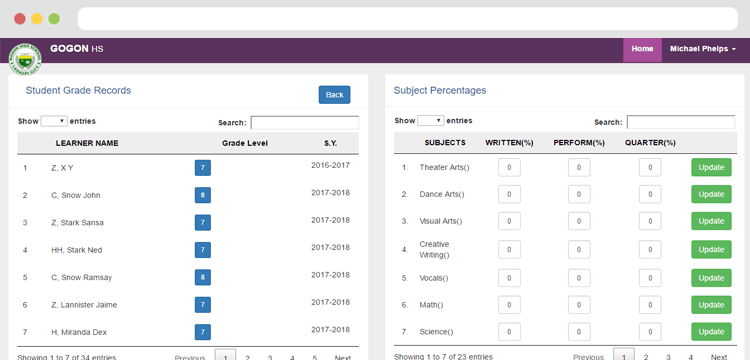 GOGON HS
Home
Michael Phelps
Student Grade Records
Back
Show entries
Search:
LEARNER NAME Grade Level S.Y.
1 Z, X Y 7 2016-2017
2 C, Snow John 8 2017-2018
3 Z, Stark Sansa 7 2017-2018
4 HH, Stark Ned 7 2017-2018
5 C, Snow Ramsay 8 2017-2018
6 Z, Lannister Jaime 7 2017-2018
7 H, Miranda Dex 7 2017-2018
Showing 1 to 7 of 34 entries
Previous 1 2 3 4 5 Next
Subject Percentages
Show entries
Search:
SUBJECTS WRITTEN(%) PERFORM(%) QUARTER(%)
1. Theater Arts() 0 0 0 Update
2. Dance Arts() 0 0 0 Update
3. Visual Arts() 0 0 0 Update
4. Creative
Writing() 0 0 0 Update
5. Vocals() 0 0 0 Update
6. Math() 0 0 0 Update
7. Science() 0 0 0 Update
Showing 1 to 7 of 23 entries
Previous 1 2 3 4 Next